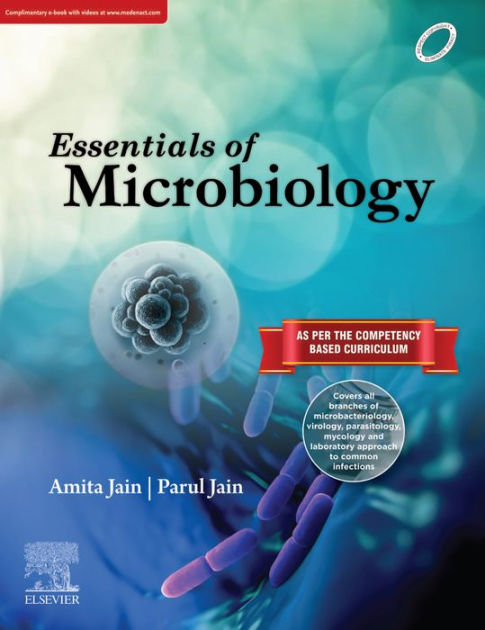 Complimentary e-book with videos at www.medenact.com
Essentials of
Microbiology
AS PER THE COMPETENCY
BASED CURRICULUM
Covers all
branches of
microbacteriology,
virology, parasitology,
mycology and
laboratory approach
to common
infections
Amita Jain | Parul Jain
ELSEVIER